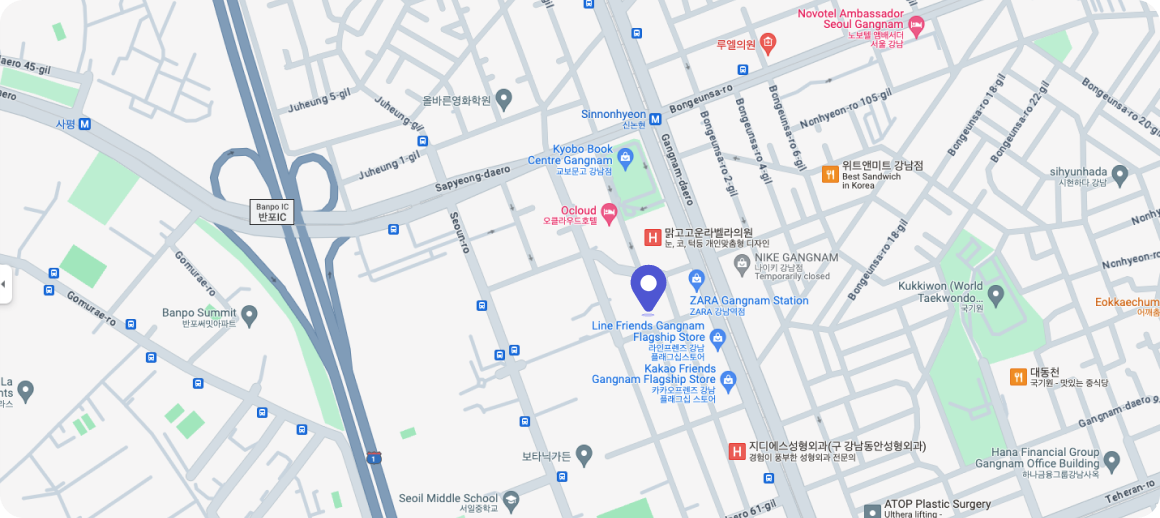 Novotel Ambassador
Seoul Gangnam
노보텔 앰배서더
서울 강남
루엘의원
aero 45-gil
aero
사평
M
Juheung 5-gil
Juheung-gil
Juheung 1-gil
올바른영화학원
Sinnonhyeon
신논현
M
Bongeunsa-ro
Nonhyeon-ro 105-gil
Bongeunsa-ro 18-gil
Bongeunsa-ro 22-gil
Bongeunsa-ro 20-gil
Kyobo Book
Centre Gangnam
교보문고 강남점
Gangnam-daero
Bongeunsa-ro 2-gil
Bongeunsa-ro 4-gil
Bongeunsa-ro 6-gil
위트앤미트 강남점
Best Sandwich
in Korea
sihyunhada
시현하다 강남
Sapyeong-daero
Banpo IC
반포IC
Ocloud
오클라우드호텔
Seoun-ro
H
맑고고운라벨라의원
눈, 코, 턱등 개인맞춤형 디자인
NIKE GANGNAM
나이키 강남점
Temporarily closed
Bongeunsa-ro 18-gil
Nonhyeon-ro
Nonhyeon-ro
Gomurae-ro
Gomurae-ro
Kukkiwon (World
Taekwondo...
국기원
ZARA Gangnam Station
ZARA 강남역점
Eokkaechum
어깨춤
Banpo Summit
반포써밋아파트
Line Friends Gangnam
Flagship Store
라인프렌즈 강남
플래그십스토어
Kakao Friends
Gangnam Flagship Store
카카오프렌즈 강남
플래그십 스토어
La
nts
라스
대동천
국기원 - 맛있는 중식당
Gangnam-daero
1
H
지디에스성형외과(구 강남동안성형외과)
경험이 풍부한 성형외과 전문의
보타닉가든
Hana Financial Group
Gangnam Office Building
하나금융그룹강남사옥
Teheran-ro
Seoil Middle School
서일중학교
aero 61-gil
ATOP Plastic Surgery
Ulthera lifting -